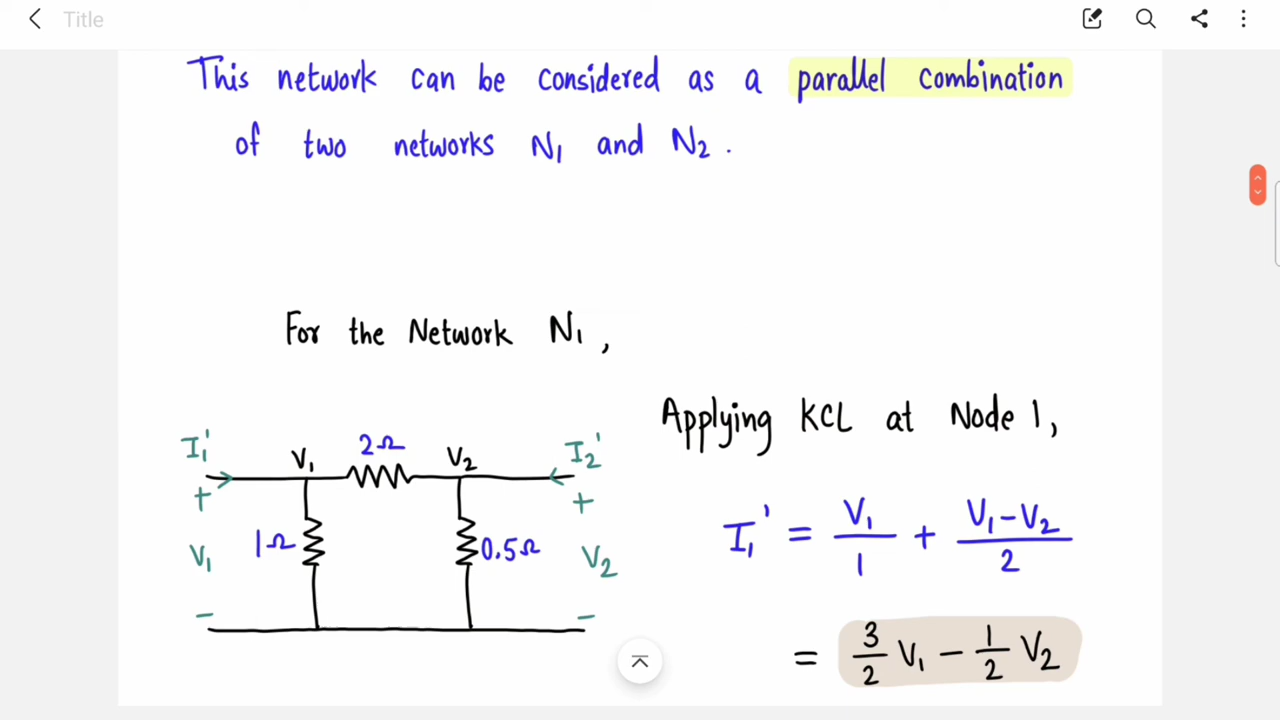 Title
This network can be considered as a parallel combination
of two networks N1 and N2 .
For the Network N1 ,
Applying KCL at Node 1,
I1' V1 2Ω V2 I2'
+ +
1Ω 0.5Ω
V1 V2
- -
I1' = V1/1 + (V1-V2)/2
= 3/2 V1 - 1/2 V2